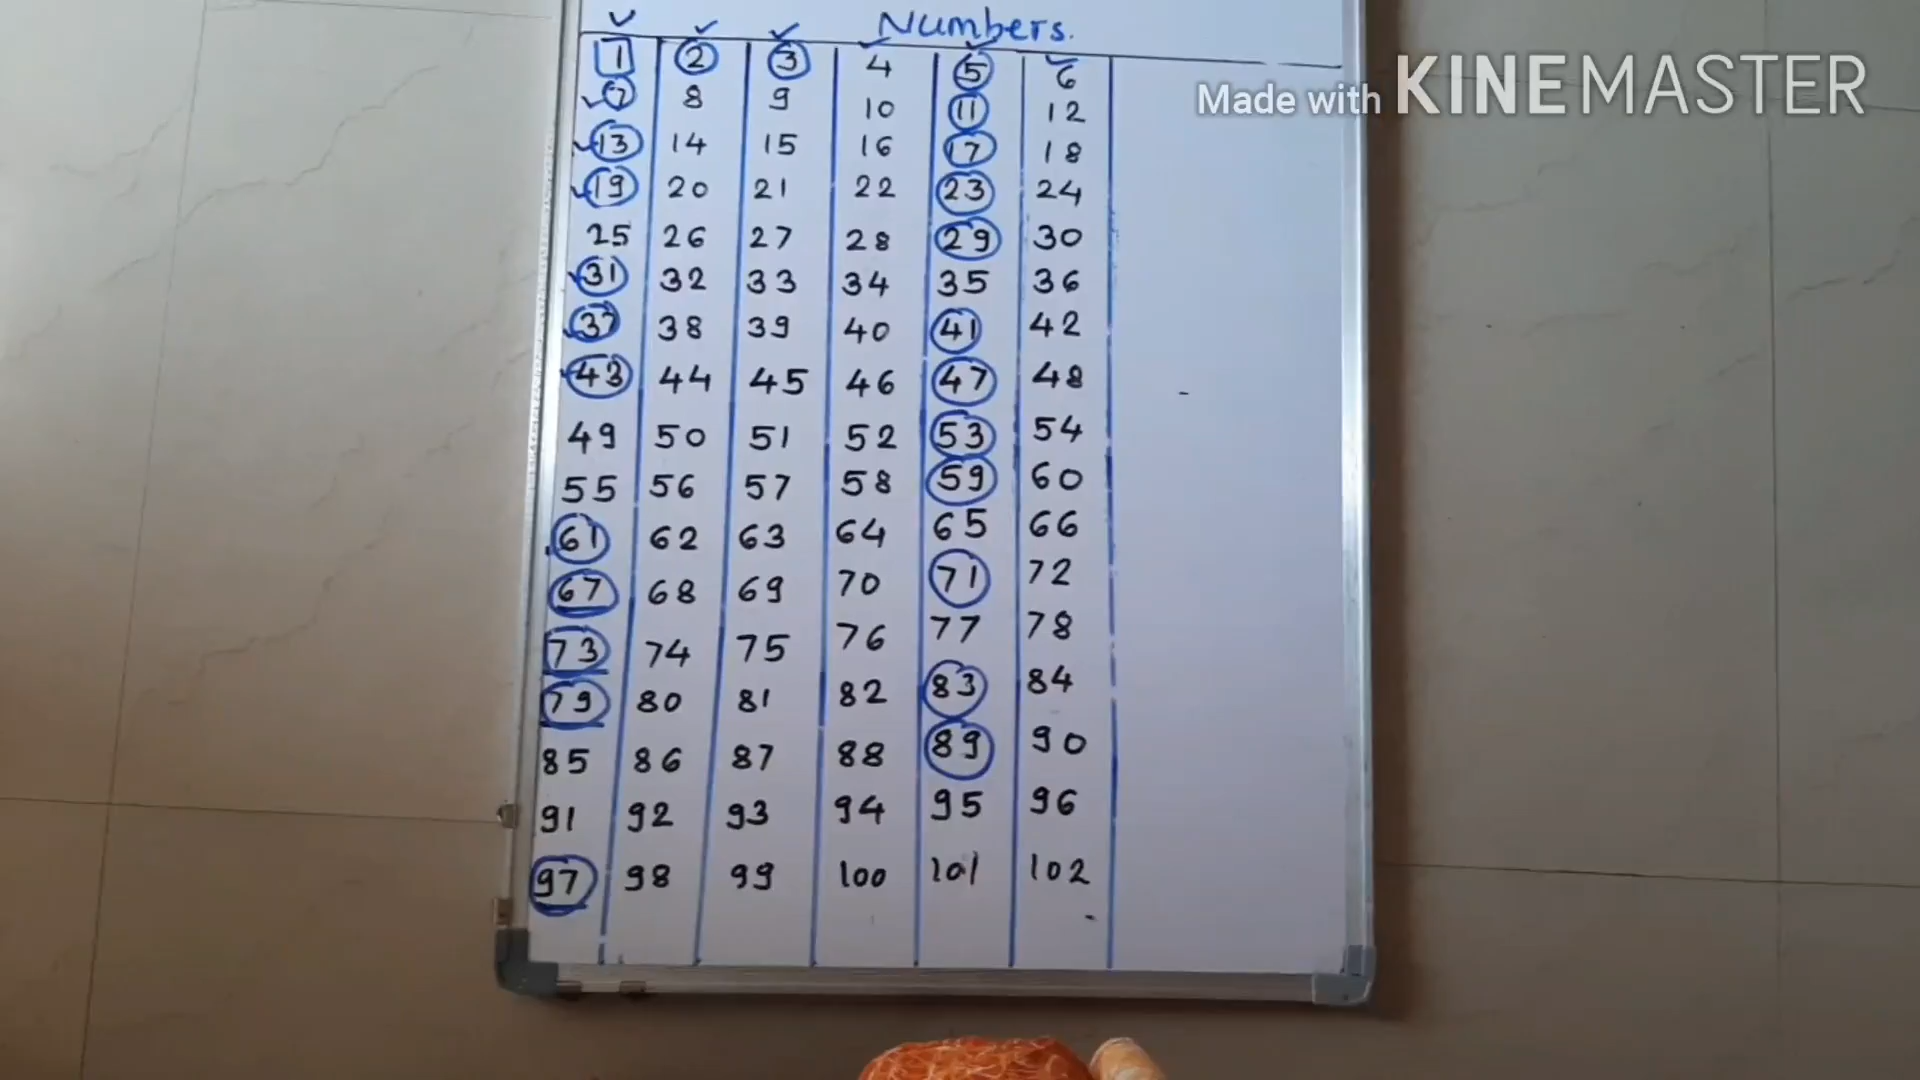 Numbers.
1 2 3 4 5 6
Made with KINEMASTER
7 8 9 10 11 12
13 14 15 16 17 18
19 20 21 22 23 24
25 26 27 28 29 30
31 32 33 34 35 36
37 38 39 40 41 42
43 44 45 46 47 48
49 50 51 52 53 54
55 56 57 58 59 60
61 62 63 64 65 66
67 68 69 70 71 72
73 74 75 76 77 78
79 80 81 82 83 84
85 86 87 88 89 90
91 92 93 94 95 96
97 98 99 100 101 102